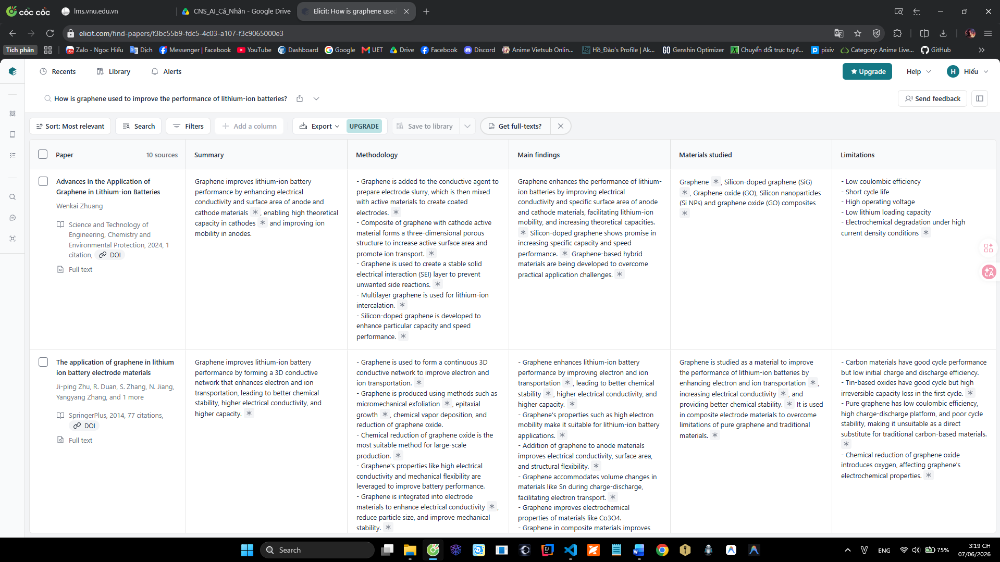 cốc cốc
lms.vnu.edu.vn
CNS_AI_Cá_Nhân - Google Drive
Elicit: How is graphene used
elicit.com/find-papers/f3bc55b9-fdc5-4c03-a107-f3c9065000e3
Tích phân
Zalo - Ngọc Hiếu
Dịch
Messenger | Facebook
YouTube
Dashboard
Google
UET
Drive
Facebook
Discord
Anime Vietsub Onlin...
Hồ_Đào's Profile | Ak...
Genshin Optimizer
Chuyển đổi trực tuyế...
pixiv
Category: Anime Live...
GitHub
Recents
Library
Alerts
Upgrade
Help
H
Hiếu
How is graphene used to improve the performance of lithium-ion batteries?
Send feedback
Sort: Most relevant
Search
Filters
Add a column
Export
UPGRADE
Save to library
PDF
Get full-texts?
Paper
10 sources
Summary
Methodology
Main findings
Materials studied
Limitations
Advances in the Application of
Graphene in Lithium-ion Batteries
Wenkai Zhuang
Science and Technology of
Engineering, Chemistry and
Environmental Protection, 2024, 1
citation, DOI
Full text
Graphene improves lithium-ion battery
performance by enhancing electrical
conductivity and surface area of anode and
cathode materials *, enabling high theoretical
capacity in cathodes * and improving ion
mobility in anodes.
- Graphene is added to the conductive agent to
prepare electrode slurry, which is then mixed
with active materials to create coated
electrodes. *
- Composite of graphene with cathode active
material forms a three-dimensional porous
structure to increase active surface area and
promote ion transport. *
- Graphene is used to create a stable solid
electrical interaction (SEI) layer to prevent
unwanted side reactions. *
- Multilayer graphene is used for lithium-ion
intercalation. *
- Silicon-doped graphene is developed to
enhance particular capacity and speed
performance. *
Graphene enhances the performance of lithium-
ion batteries by improving electrical
conductivity and specific surface area of anode
and cathode materials, facilitating lithium-ion
mobility, and increasing theoretical capacities.
* Silicon-doped graphene shows promise in
increasing specific capacity and speed
performance. * Graphene-based hybrid
materials are being developed to overcome
practical application challenges. *
Graphene *, Silicon-doped graphene (SiG)
*, Graphene oxide (GO), Silicon nanoparticles
(Si NPs) and graphene oxide (GO) composites
*
- Low coulombic efficiency
- Short cycle life
- High operating voltage
- Low lithium loading capacity
- Electrochemical degradation under high
current density conditions *
The application of graphene in lithium
ion battery electrode materials
Ji-ping Zhu, R. Duan, S. Zhang, N. Jiang,
Yangyang Zhang, and 1 more
SpringerPlus, 2014, 77 citations,
DOI
Full text
Graphene improves lithium-ion battery
performance by forming a 3D conductive
network that enhances electron and ion
transportation, leading to better chemical
stability, higher electrical conductivity, and
higher capacity. *
- Graphene is used to form a continuous 3D
conductive network to improve electron and
ion transportation. *
- Graphene is produced using methods such as
micromechanical exfoliation *, epitaxial
growth *, chemical vapor deposition, and
reduction of graphene oxide.
- Chemical reduction of graphene oxide is the
most suitable method for large-scale
production. *
- Graphene's properties like high electrical
conductivity and mechanical flexibility are
leveraged to improve battery performance.
- Graphene is integrated into electrode
materials to enhance electrical conductivity *,
reduce particle size, and improve mechanical
stability. *
- Graphene enhances lithium-ion battery
performance by improving electron and ion
transportation *, leading to better chemical
stability *, higher electrical conductivity, and
higher capacity. *
- Graphene's properties such as high electron
mobility make it suitable for lithium-ion battery
applications. *
- Addition of graphene to anode materials
improves electrical conductivity, surface area,
and structural flexibility. *
- Graphene accommodates volume changes in
materials like Sn during charge-discharge,
facilitating electron transport. *
- Graphene improves electrochemical
properties of materials like Co3O4.
- Graphene in composite materials improves
Graphene is studied as a material to improve
the performance of lithium-ion batteries by
enhancing electron and ion transportation *,
increasing electrical conductivity *, and
providing better chemical stability. * It is used
in composite electrode materials to overcome
limitations of pure graphene and traditional
materials. *
- Carbon materials have good cycle performance
but low initial charge and discharge efficiency.
- Tin-based oxides have good cycle but high
irreversible capacity loss in the first cycle. *
- Pure graphene has low coulombic efficiency,
high charge-discharge platform, and poor cycle
stability, making it unsuitable as a direct
substitute for traditional carbon-based materials.
*
- Chemical reduction of graphene oxide
introduces oxygen, affecting graphene's
electrochemical properties. *
Search
V
ENG
75%
3:19 CH
07/06/2026